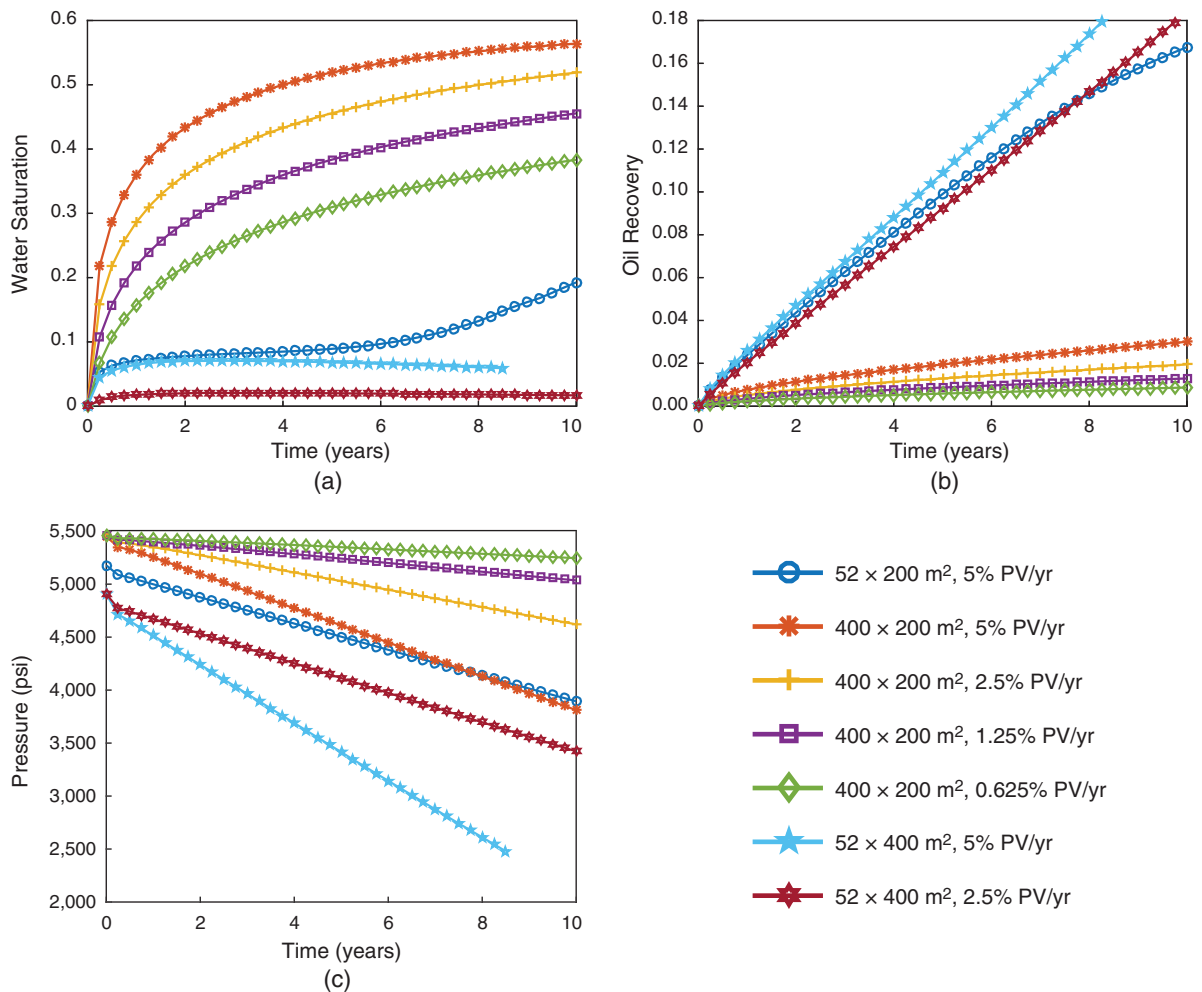 0.6
0.5
0.4
0.3
0.2
0.1
0
Water Saturation
0 2 4 6 8 10
Time (years)
(a)
0.18
0.16
0.14
0.12
0.10
0.08
0.06
0.04
0.02
0.00
Oil Recovery
0 2 4 6 8 10
Time (years)
(b)
5,500
5,000
4,500
4,000
3,500
3,000
2,500
2,000
Pressure (psi)
0 2 4 6 8 10
Time (years)
(c)
52 × 200 m², 5% PV/yr
400 × 200 m², 5% PV/yr
400 × 200 m², 2.5% PV/yr
400 × 200 m², 1.25% PV/yr
400 × 200 m², 0.625% PV/yr
52 × 400 m², 5% PV/yr
52 × 400 m², 2.5% PV/yr